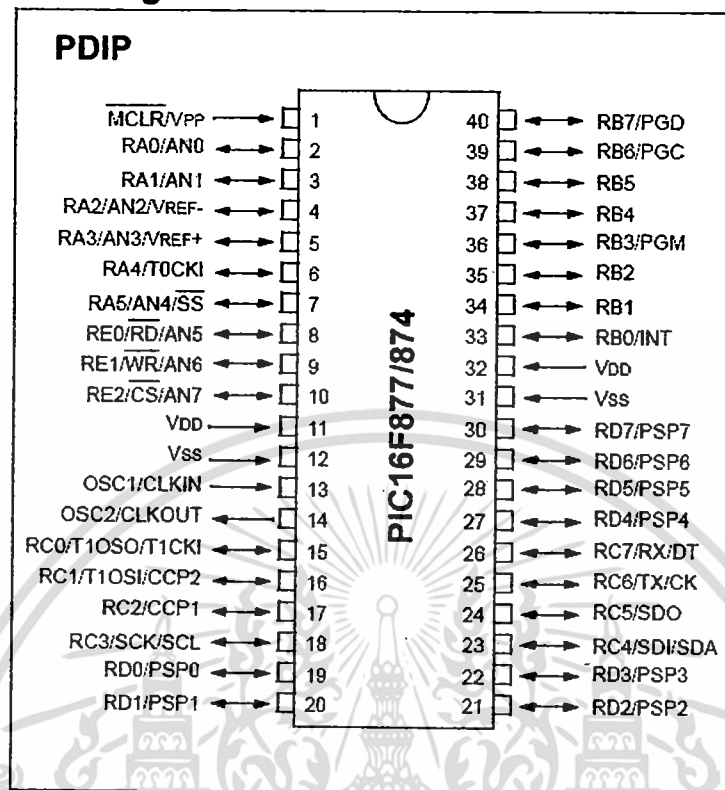 PDIP
MCLR/VPP 1
RA0/AN0 2
RA1/AN1 3
RA2/AN2/VREF- 4
RA3/AN3/VREF+ 5
RA4/T0CKI 6
RA5/AN4/SS 7
RE0/RD/AN5 8
RE1/WR/AN6 9
RE2/CS/AN7 10
VDD 11
VSS 12
OSC1/CLKIN 13
OSC2/CLKOUT 14
RC0/T1OSO/T1CKI 15
RC1/T1OSI/CCP2 16
RC2/CCP1 17
RC3/SCK/SCL 18
RD0/PSP0 19
RD1/PSP1 20
PIC16F877/874
40 RB7/PGD
39 RB6/PGC
38 RB5
37 RB4
36 RB3/PGM
35 RB2
34 RB1
33 RB0/INT
32 VDD
31 VSS
30 RD7/PSP7
29 RD6/PSP6
28 RD5/PSP5
27 RD4/PSP4
26 RC7/RX/DT
25 RC6/TX/CK
24 RC5/SDO
23 RC4/SDI/SDA
22 RD3/PSP3
21 RD2/PSP2